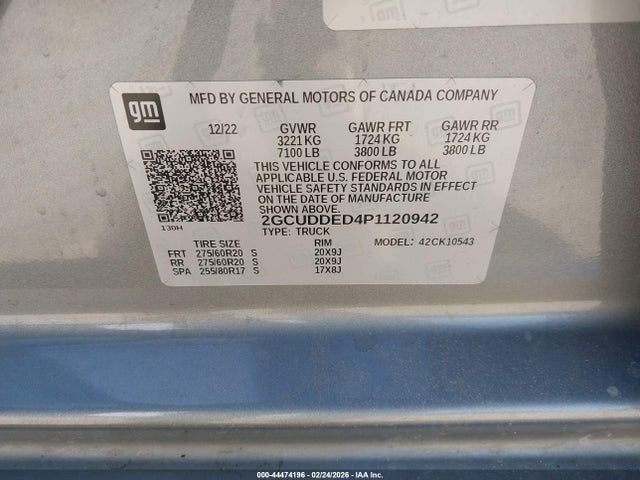 gm
gm
MFD BY GENERAL MOTORS OF CANADA COMPANY
12/22 GVWR GAWR FRT GAWR RR
3221 KG 1724 KG 1724 KG
7100 LB 3800 LB 3800 LB
THIS VEHICLE CONFORMS TO ALL
APPLICABLE U.S. FEDERAL MOTOR
VEHICLE SAFETY STANDARDS IN EFFECT
ON THE DATE OF MANUFACTURE
SHOWN ABOVE.
2GCUDDED4P1120942
130H
TYPE: TRUCK MODEL: 42CK10543
TIRE SIZE RIM
FRT 275/60R20 S 20X9J
RR 275/60R20 S 20X9J
SPA 255/80R17 S 17X8J
000-44474196 - 02/24/2026 - IAA Inc.